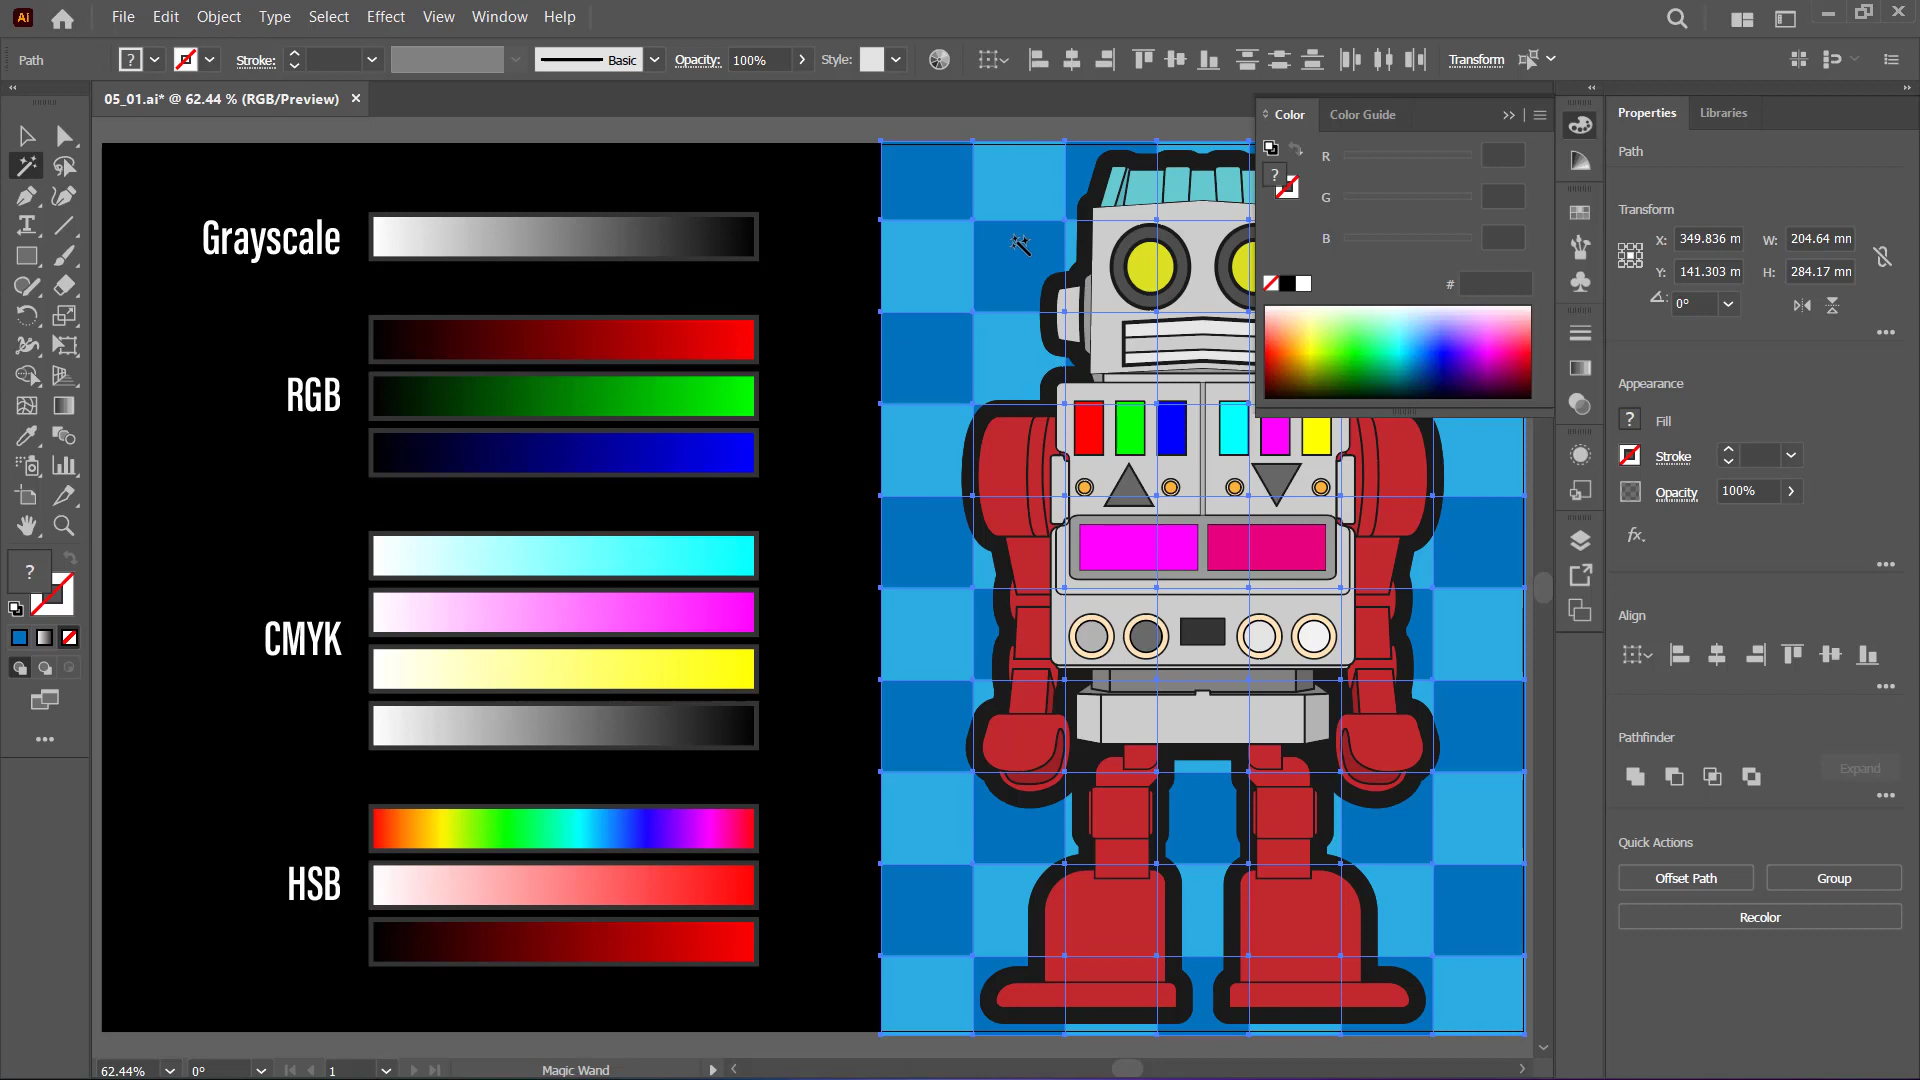 Ai File Edit Object Type Select Effect View Window Help
Path ? Stroke: Basic Opacity: 100% Style: Transform
05_01.ai* @ 62.44 % (RGB/Preview) ×
Color Color Guide
R
G
B
#
?
Properties Libraries
Path
Transform
X: 349.836 m W: 204.64 mn
Y: 141.303 m H: 284.17 mn
0°
Appearance
? Fill
Stroke
Opacity 100%
fx.
Align
Pathfinder
Expand
Quick Actions
Offset Path Group
Recolor
Grayscale
RGB
CMYK
HSB
?
62.44% 0° 1 Magic Wand